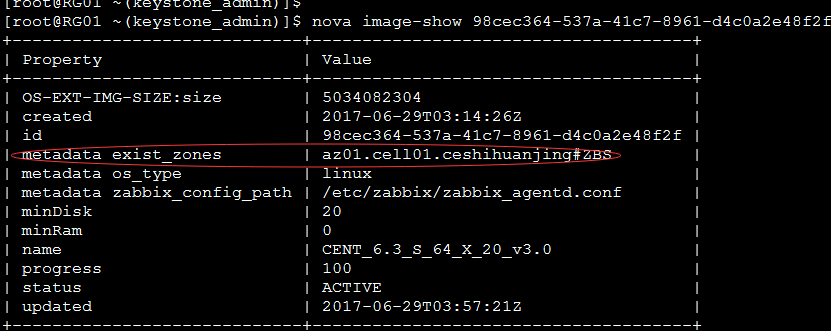 [root@RG01 ~(keystone_admin)]$
[root@RG01 ~(keystone_admin)]$ nova image-show 98cec364-537a-41c7-8961-d4c0a2e48f2f
+------------------------------+--------------------------------------+
| Property | Value |
+------------------------------+--------------------------------------+
| OS-EXT-IMG-SIZE:size | 5034082304 |
| created | 2017-06-29T03:14:26Z |
| id | 98cec364-537a-41c7-8961-d4c0a2e48f2f |
| metadata exist_zones | az01.cell01.ceshihuanjing#ZBS |
| metadata os_type | linux |
| metadata zabbix_config_path | /etc/zabbix/zabbix_agentd.conf |
| minDisk | 20 |
| minRam | 0 |
| name | CENT_6.3_S_64_X_20_v3.0 |
| progress | 100 |
| status | ACTIVE |
| updated | 2017-06-29T03:57:21Z |
+------------------------------+--------------------------------------+